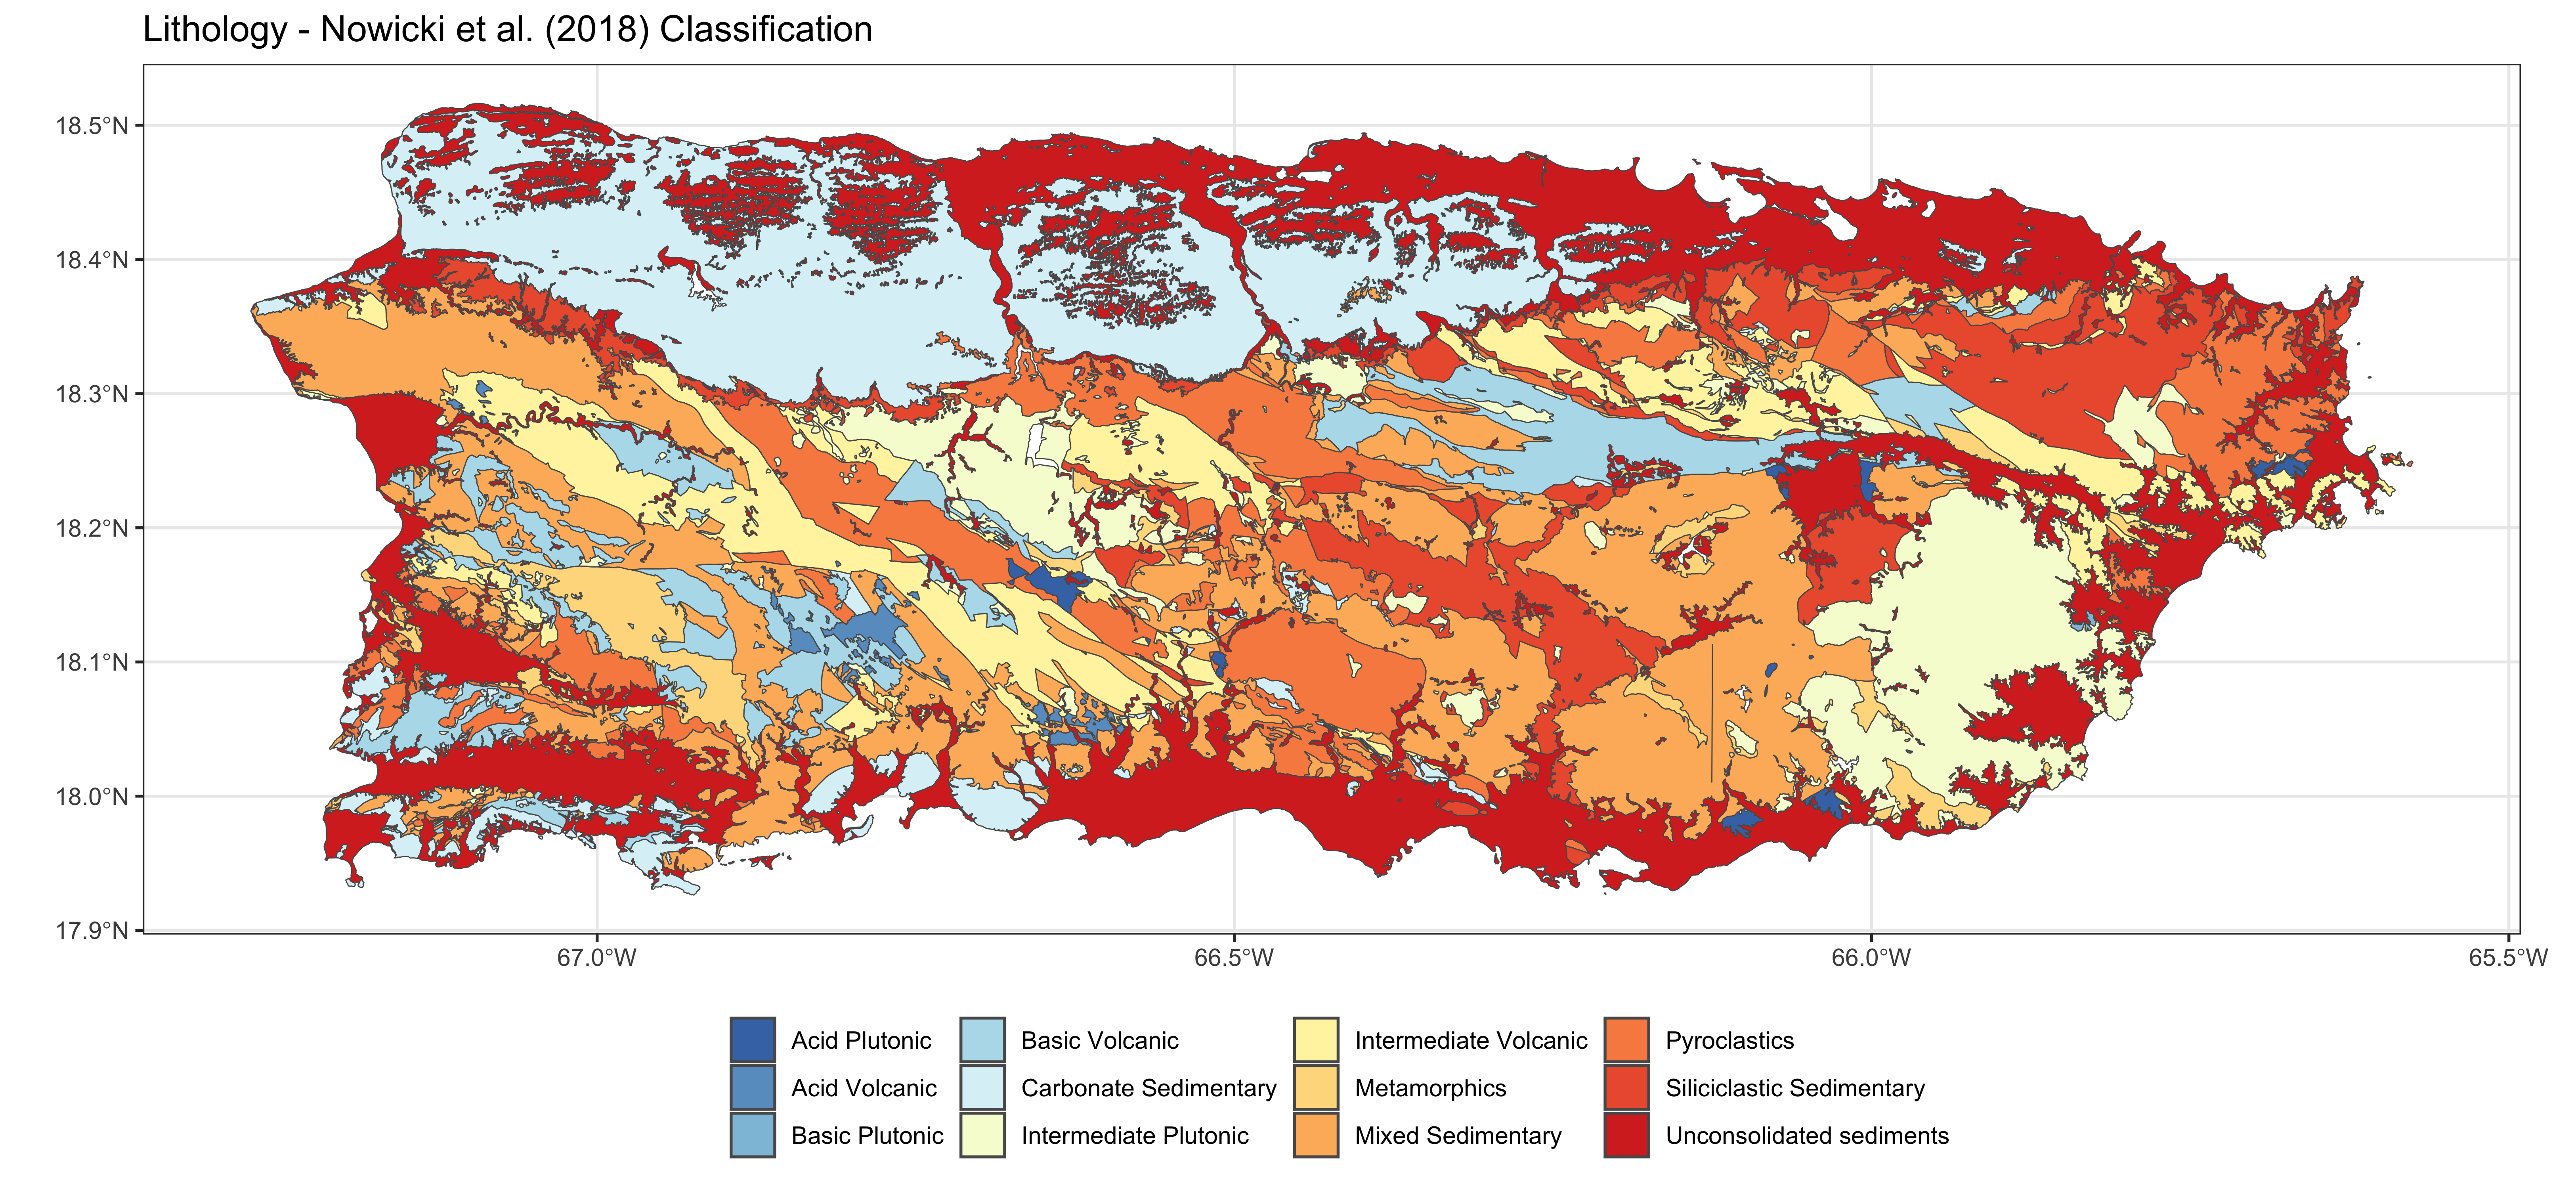 Lithology - Nowicki et al. (2018) Classification
18.5°N
18.4°N
18.3°N
18.2°N
18.1°N
18.0°N
17.9°N
67.0°W 66.5°W 66.0°W 65.5°W
Acid Plutonic Basic Volcanic Intermediate Volcanic Pyroclastics
Acid Volcanic Carbonate Sedimentary Metamorphics Siliciclastic Sedimentary
Basic Plutonic Intermediate Plutonic Mixed Sedimentary Unconsolidated sediments